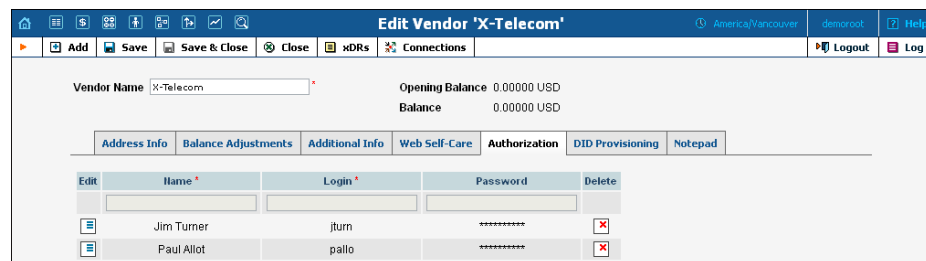 Edit Vendor 'X-Telecom' America/Vancouver demoroot Help
Add Save Save & Close Close xDRs Connections Logout Log
Vendor Name X-Telecom * Opening Balance 0.00000 USD
Balance 0.00000 USD
Address Info Balance Adjustments Additional Info Web Self-Care Authorization DID Provisioning Notepad
Edit Name * Login * Password Delete
Jim Turner jturn **********
Paul Allot pallo **********